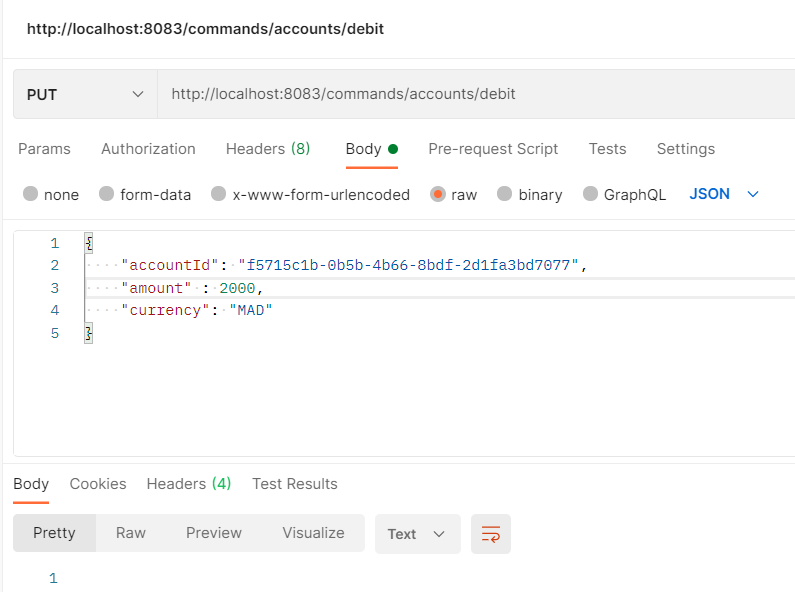 http://localhost:8083/commands/accounts/debit
PUT http://localhost:8083/commands/accounts/debit
Params Authorization Headers (8) Body Pre-request Script Tests Settings
none form-data x-www-form-urlencoded raw binary GraphQL JSON
1 {
2 "accountId": "f5715c1b-0b5b-4b66-8bdf-2d1fa3bd7077",
3 "amount" : 2000,
4 "currency": "MAD"
5 }
Body Cookies Headers (4) Test Results
Pretty Raw Preview Visualize Text
1